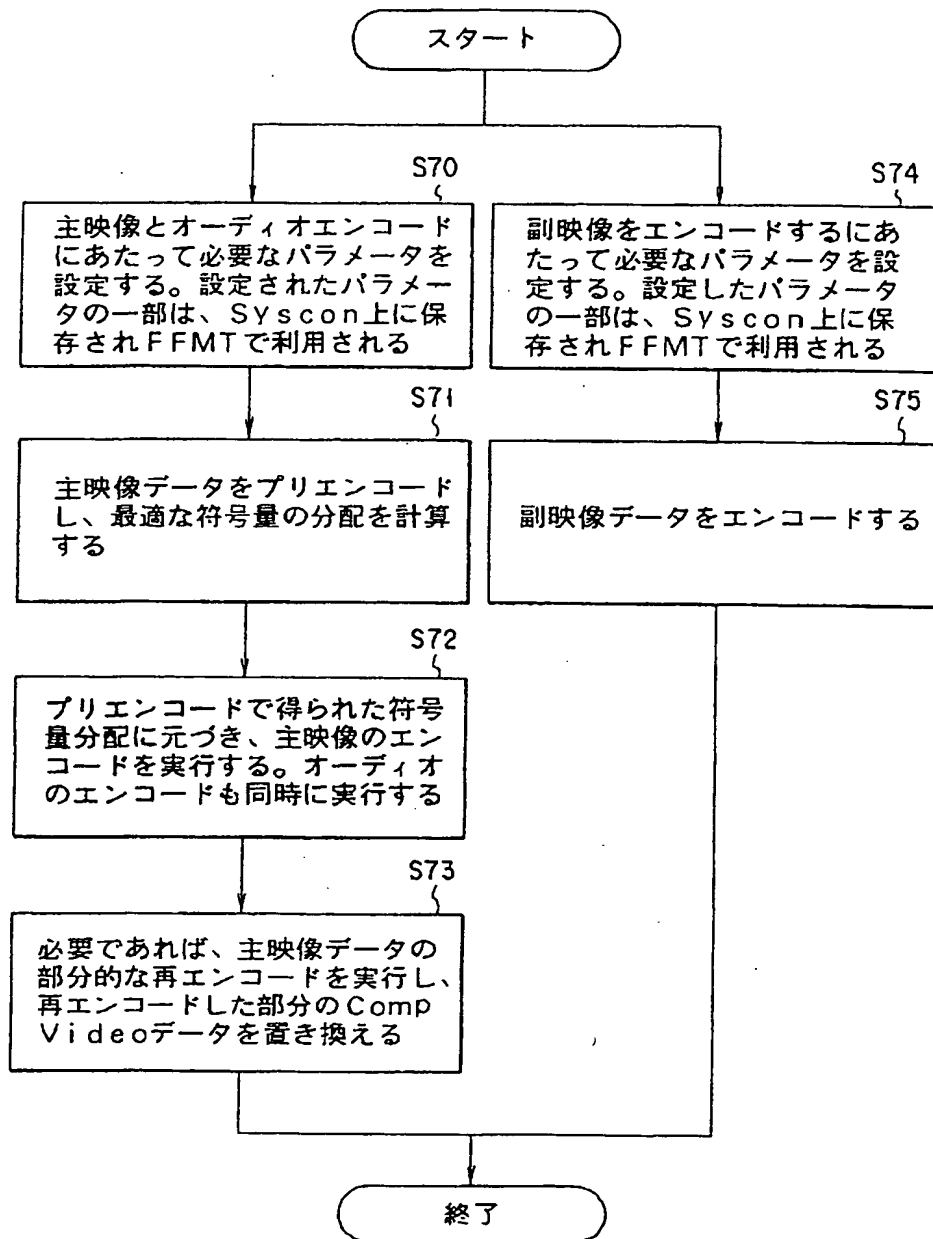 スタート
S70
主映像とオーディオエンコード
にあたって必要なパラメータを
設定する。設定されたパラメー
タの一部は、Syscon上に保
存されFFMTで利用される
S71
主映像データをプリエンコード
し、最適な符号量の分配を計算
する
S72
プリエンコードで得られた符号
量分配に元づき、主映像のエン
コードを実行する。オーディオ
のエンコードも同時に実行する
S73
必要であれば、主映像データの
部分的な再エンコードを実行し、
再エンコードした部分のComp
Videoデータを置き換える
S74
副映像をエンコードするにあ
たって必要なパラメータを設
定する。設定したパラメータ
の一部は、Syscon上に保
存されFFMTで利用される
S75
副映像データをエンコードする
終了